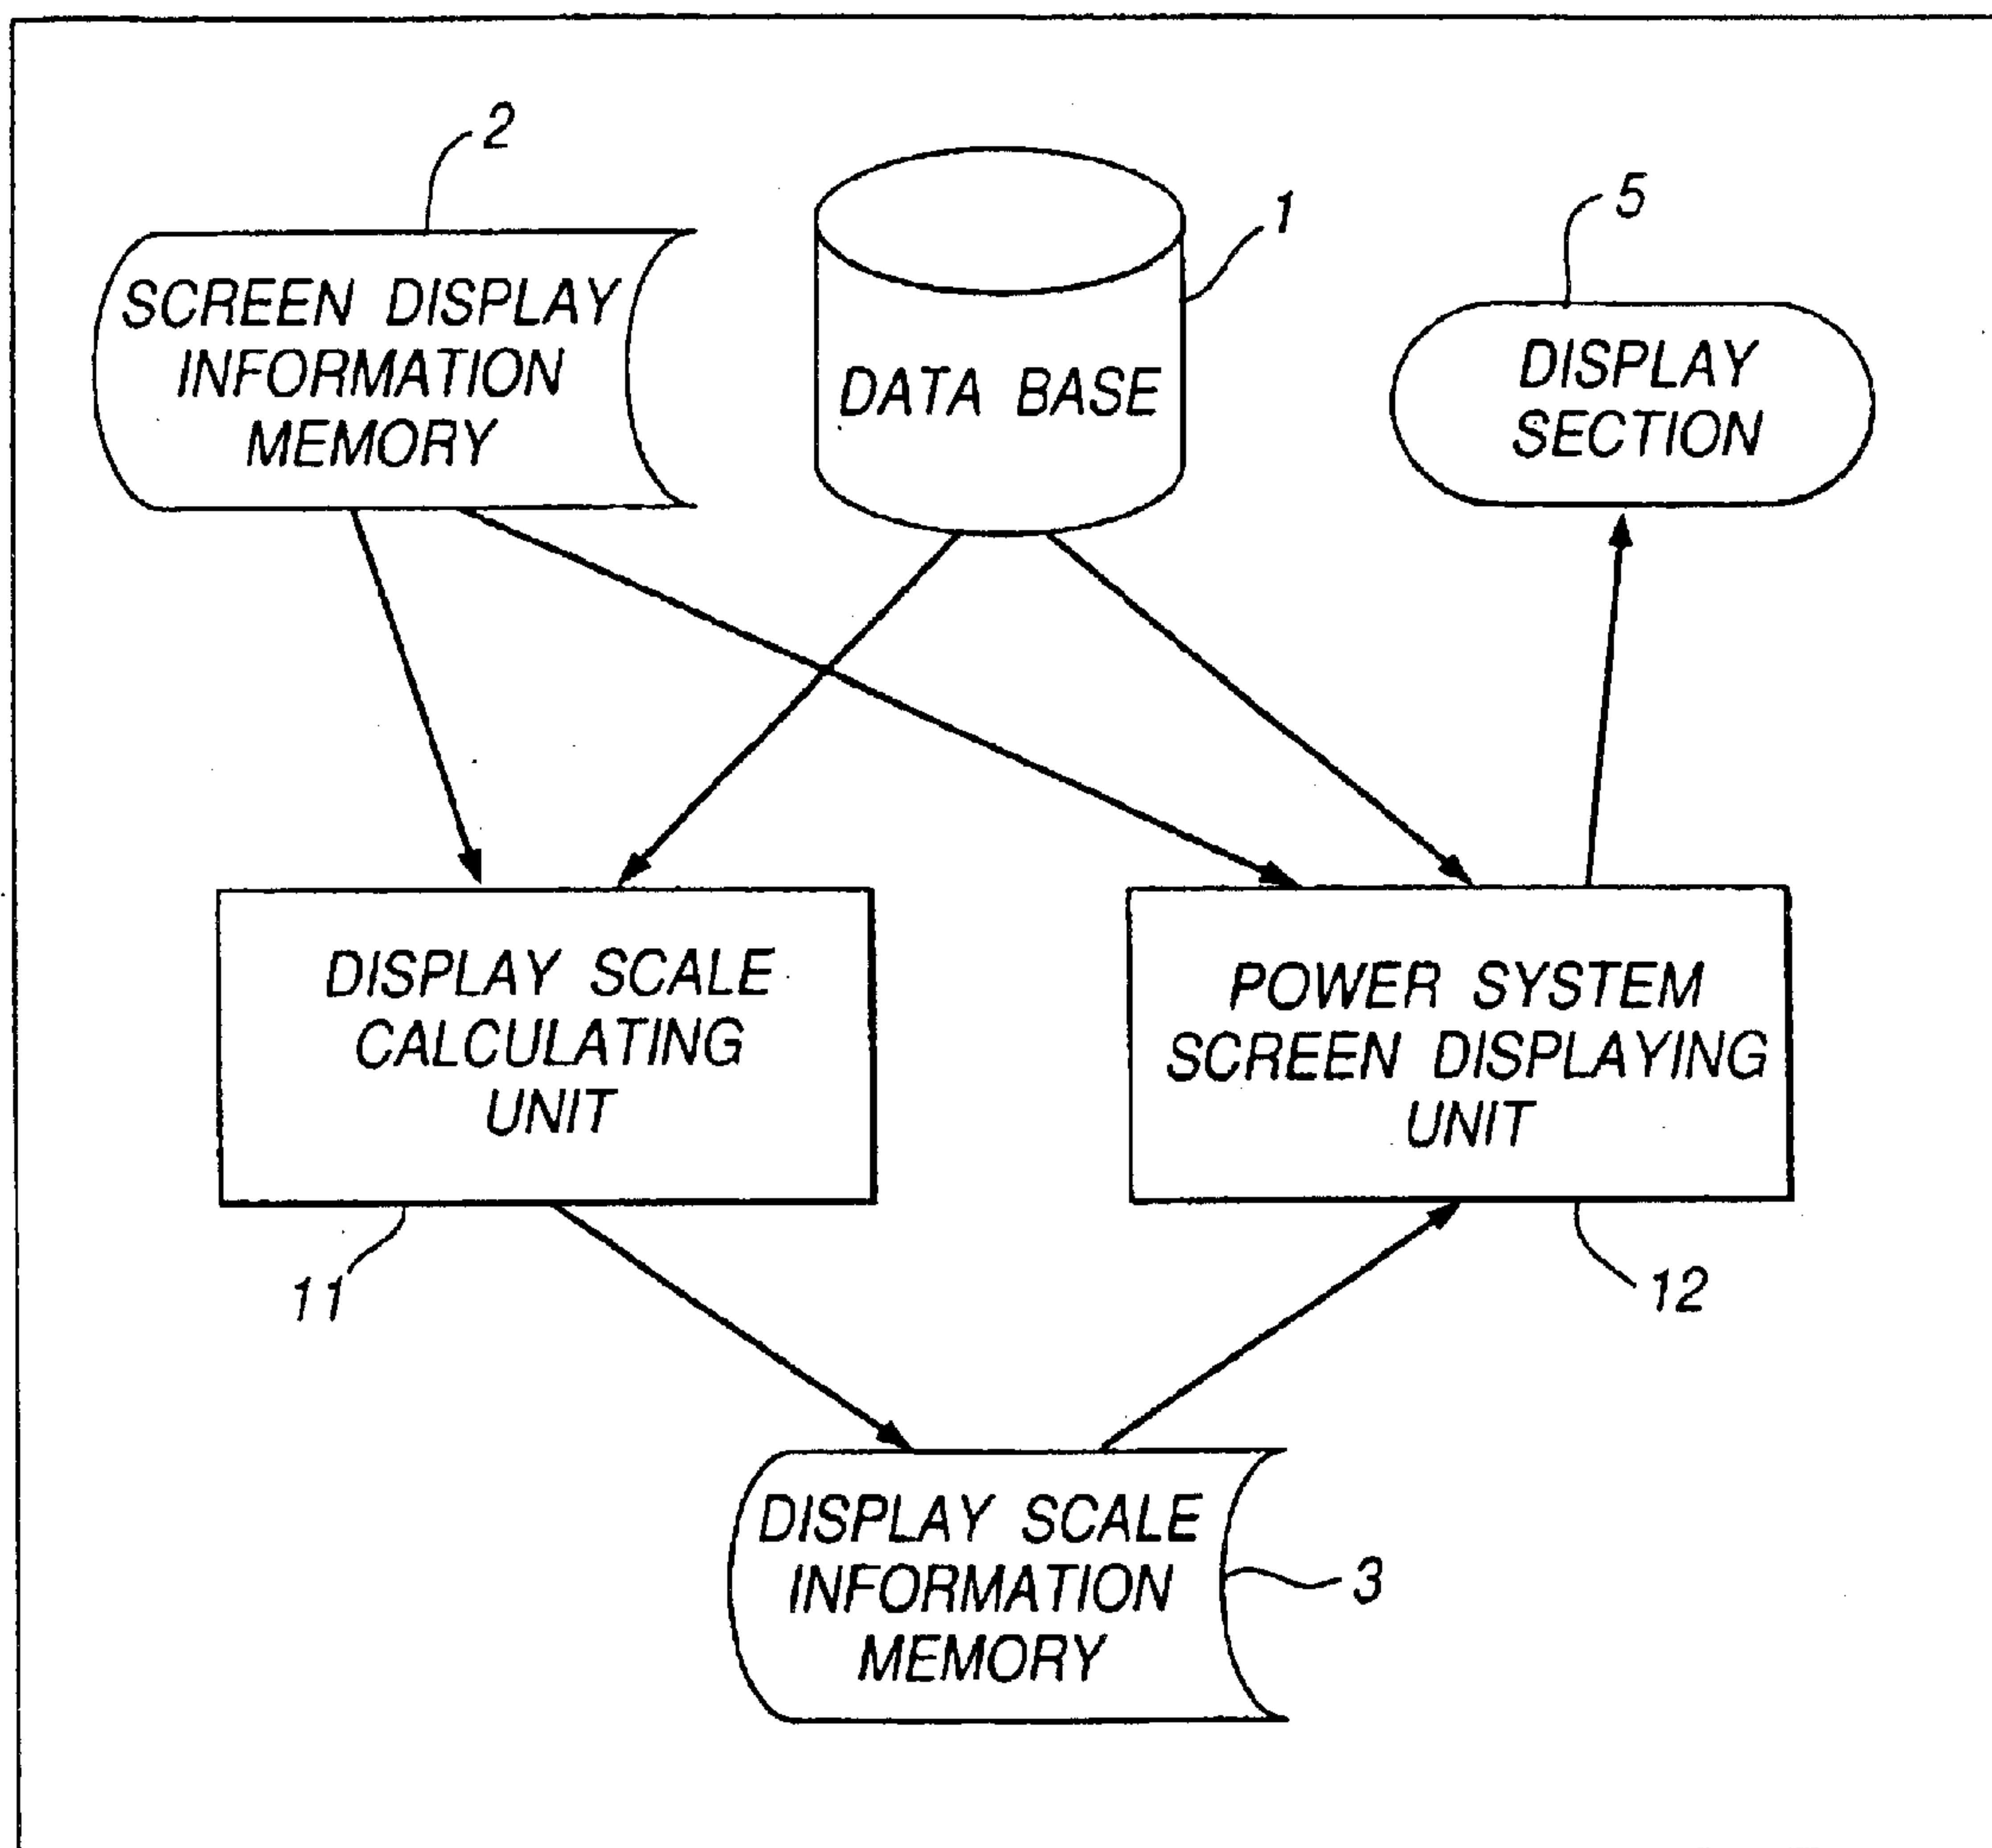 2
1
5
SCREEN DISPLAY
INFORMATION
MEMORY
DATA BASE
DISPLAY
SECTION
DISPLAY SCALE
CALCULATING
UNIT
POWER SYSTEM
SCREEN DISPLAYING
UNIT
11
12
DISPLAY SCALE
INFORMATION
MEMORY
3